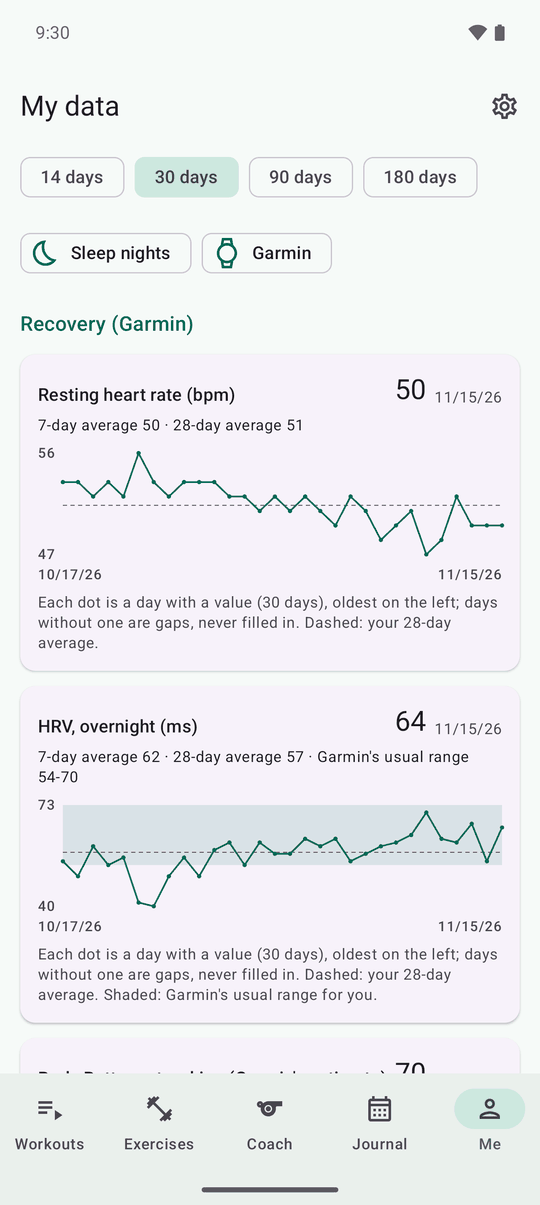 9:30
My data
14 days
30 days
90 days
180 days
Sleep nights
Garmin
Recovery (Garmin)
Resting heart rate (bpm)
50 11/15/26
7-day average 50 · 28-day average 51
56
47
10/17/26
11/15/26
Each dot is a day with a value (30 days), oldest on the left; days
without one are gaps, never filled in. Dashed: your 28-day
average.
HRV, overnight (ms)
64 11/15/26
7-day average 62 · 28-day average 57 · Garmin's usual range
54-70
73
40
10/17/26
11/15/26
Each dot is a day with a value (30 days), oldest on the left; days
without one are gaps, never filled in. Dashed: your 28-day
average. Shaded: Garmin's usual range for you.
70
Workouts
Exercises
Coach
Journal
Me